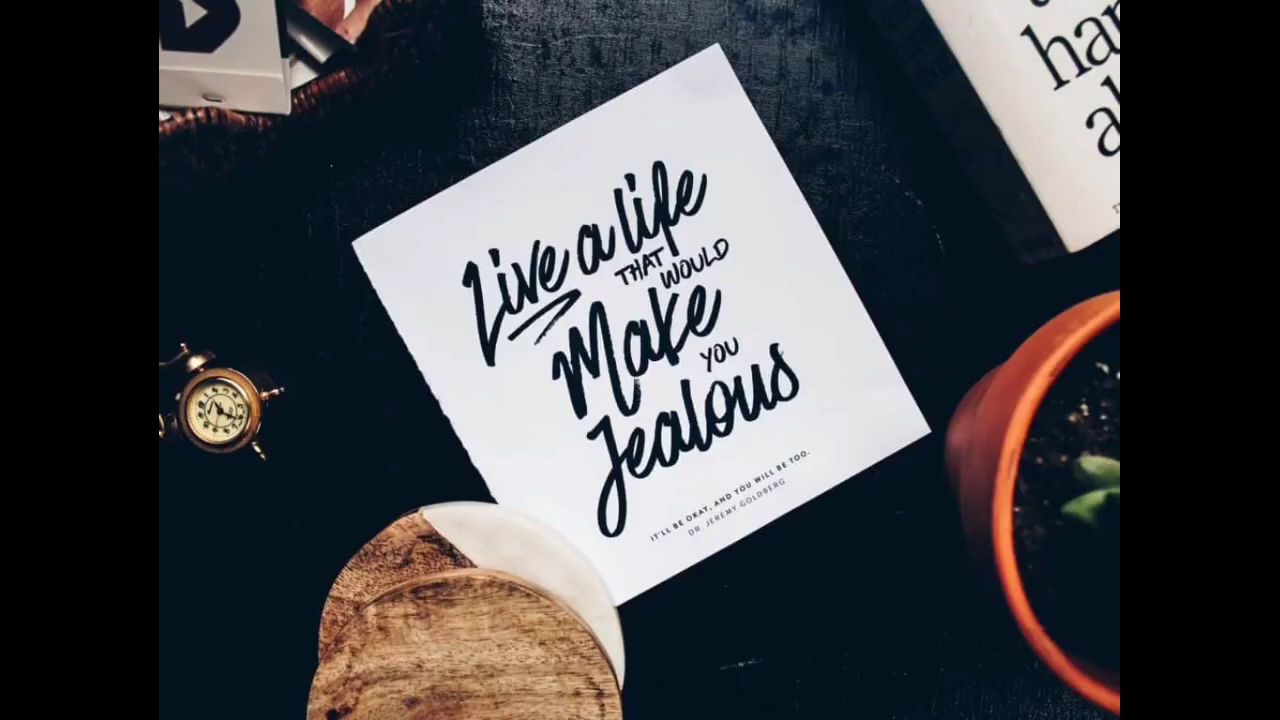 Live a life
THAT WOULD
Make
YOU
Jealous
IT'LL BE OKAY, AND YOU WILL BE TOO.
DR. JEREMY GOLDBERG